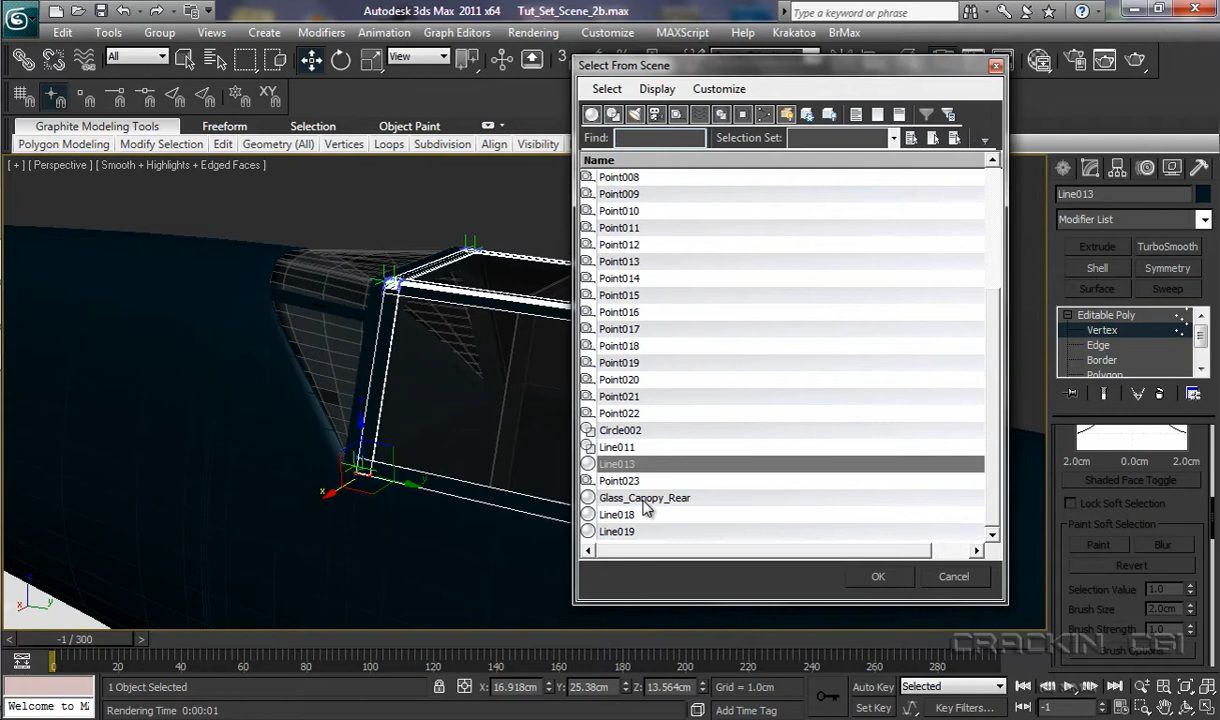 Autodesk 3ds Max 2011 x64 Tut_Set_Scene_2b.max
Type a keyword or phrase
Edit Tools Group Views Create Modifiers Animation Graph Editors Rendering Customize MAXScript Help Krakatoa BrMax
All View 3
XY
Graphite Modeling Tools Freeform Selection Object Paint
Polygon Modeling Modify Selection Edit Geometry (All) Vertices Loops Subdivision Align Visibility
[ + ] [ Perspective ] [ Smooth + Highlights + Edged Faces ]
Select From Scene
Select Display Customize
Find: Selection Set:
Name
Point008
Point009
Point010
Point011
Point012
Point013
Point014
Point015
Point016
Point017
Point018
Point019
Point020
Point021
Point022
Circle002
Line011
Line013
Point023
Glass_Canopy_Rear
Line018
Line019
OK Cancel
Line013
Modifier List
Extrude TurboSmooth
Shell Symmetry
Surface Sweep
Editable Poly
Vertex
Edge
Border
Polygon
2.0cm 2.0cm
Shaded Face Toggle
Lock Soft Selection
Paint Soft Selection
Paint Blur
Revert
Selection Value 1.0
Brush Size 2.0cm
Brush Strength 1.0
Brush Options
CRACKIN CGI
x y
x y z
-1 / 300
0 20 40 60 80 100 120 140 160 180 200 220 240 260 280
1 Object Selected X: 16.918cm Y: 25.38cm Z: 13.564cm Grid = 1.0cm Auto Key Selected
Welcome to MA Rendering Time 0:00:01 Add Time Tag Set Key Key Filters... -1